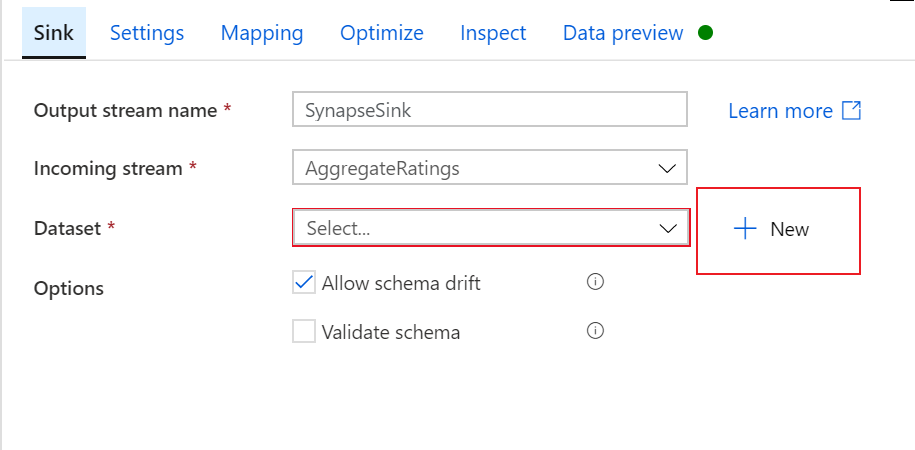 Sink Settings Mapping Optimize Inspect Data preview
Output stream name * SynapseSink Learn more
Incoming stream * AggregateRatings
Dataset * Select... + New
Options Allow schema drift
Validate schema